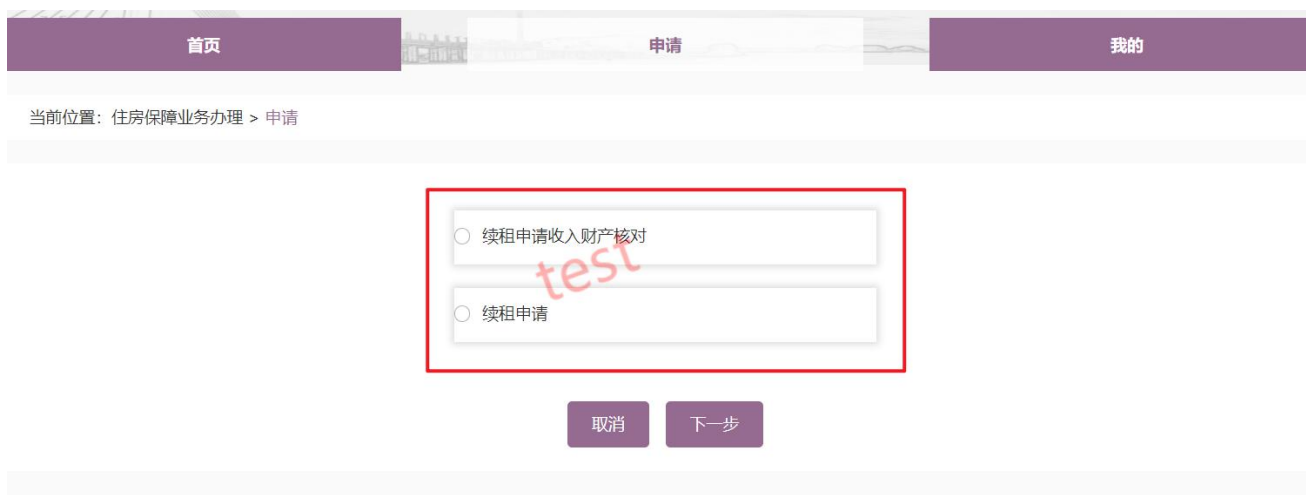 首页
申请
我的
当前位置：住房保障业务办理 > 申请
续租申请收入财产核对
test
续租申请
取消
下一步